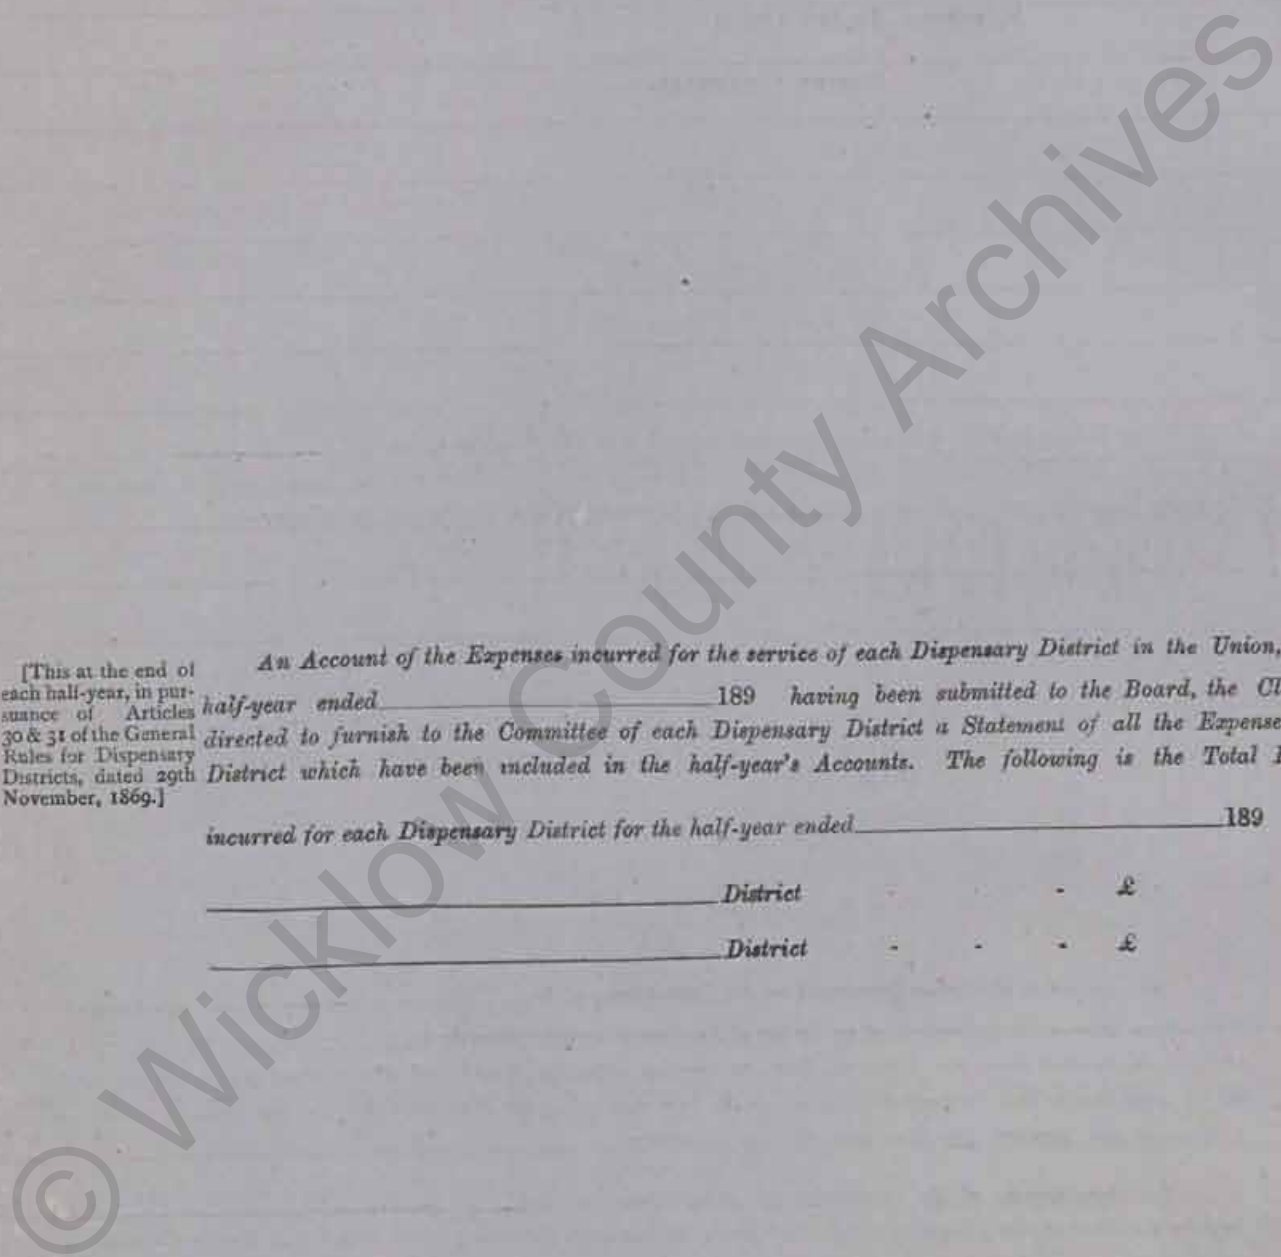 [This at the end of
each half-year, in pur-
suance of Articles
30 & 31 of the General
Rules for Dispensary
Districts, dated 29th
November, 1869.]
An Account of the Expenses incurred for the service of each Dispensary District in the Union,
half-year ended 189 having been submitted to the Board, the Cl
directed to furnish to the Committee of each Dispensary District a Statement of all the Expense
District which have been included in the half-year's Accounts. The following is the Total
incurred for each Dispensary District for the half-year ended 189
District - - £
District - - - £
© Wicklow County Archives